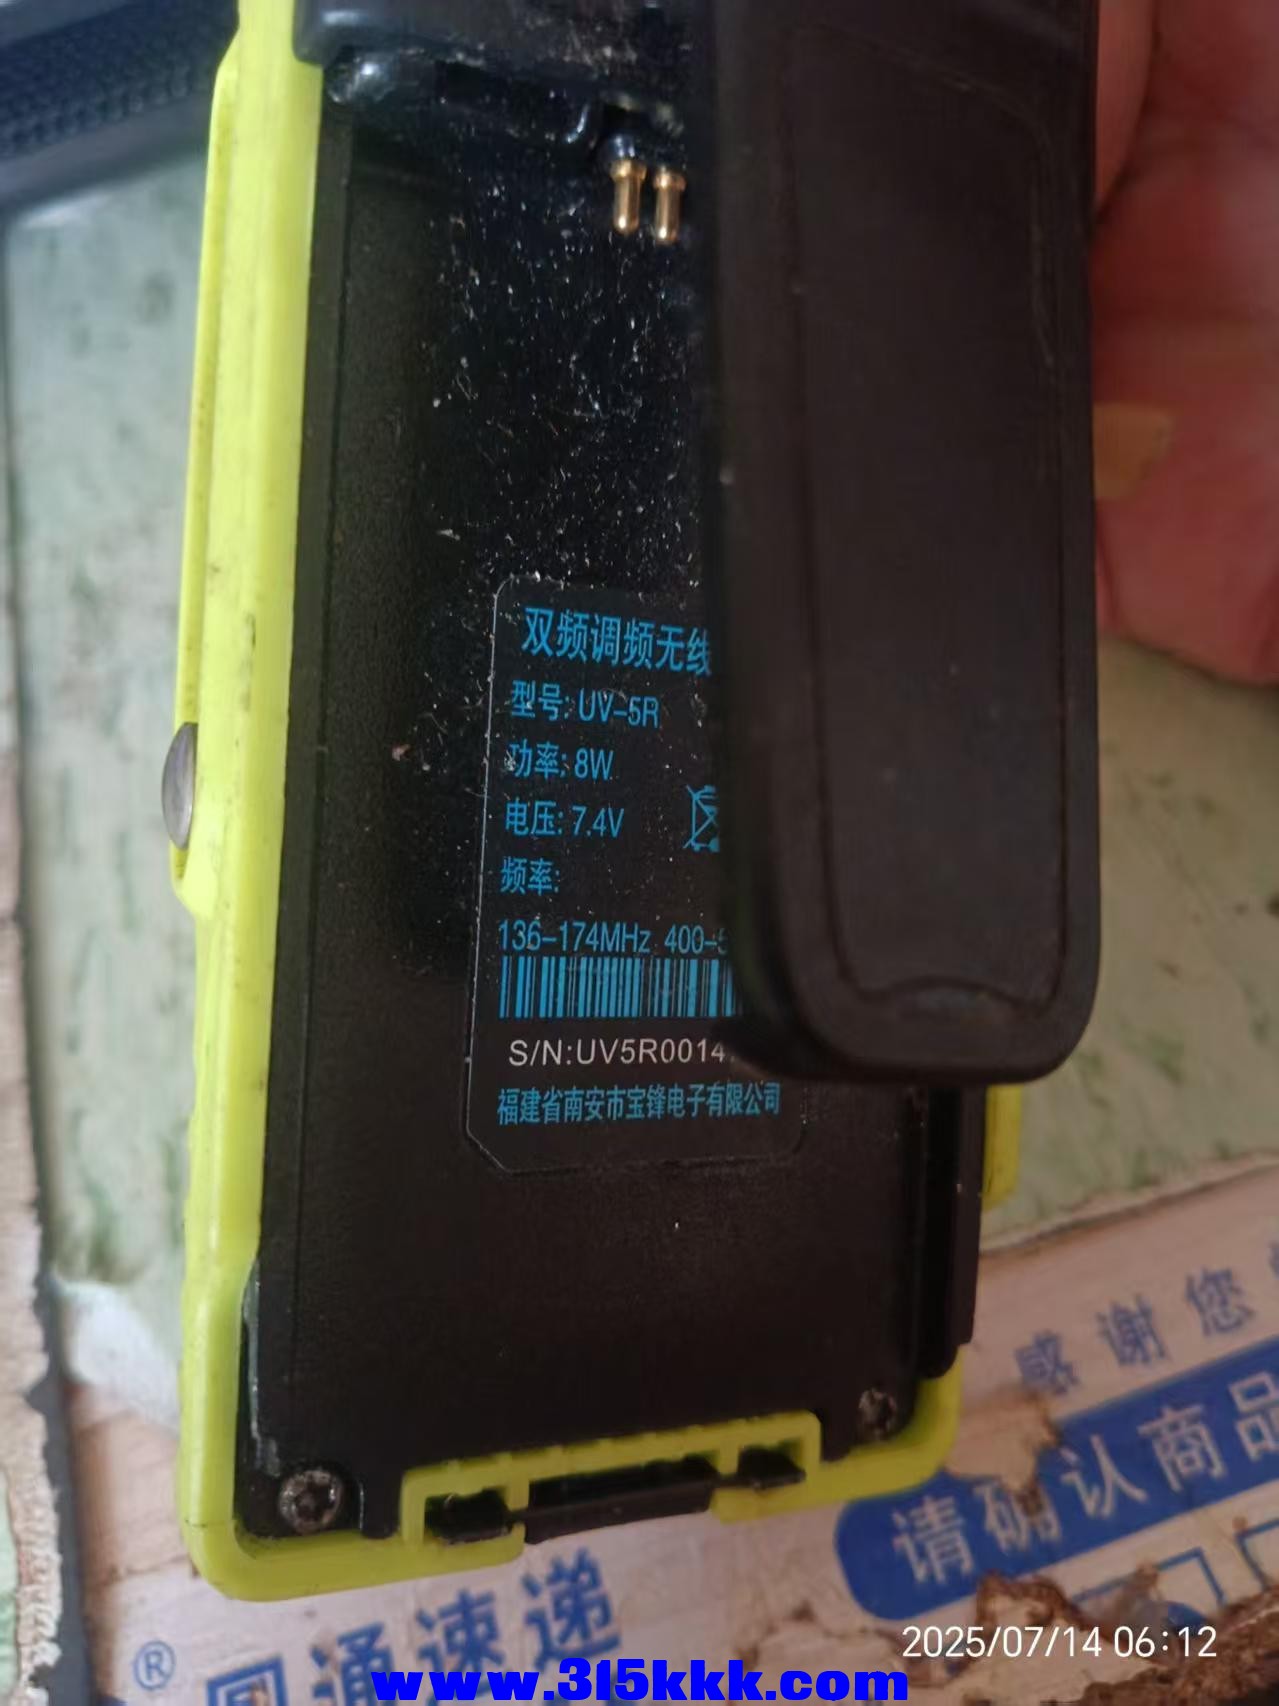 双频调频无线
型号: UV-5R
功率: 8W
电压: 7.4V
频率:
136-174MHz 400-5
S/N:UV5R0014
福建省南安市宝锋电子有限公司
感谢您
请确认商品
®圆通速递
2025/07/14 06:12
www.315kkk.com